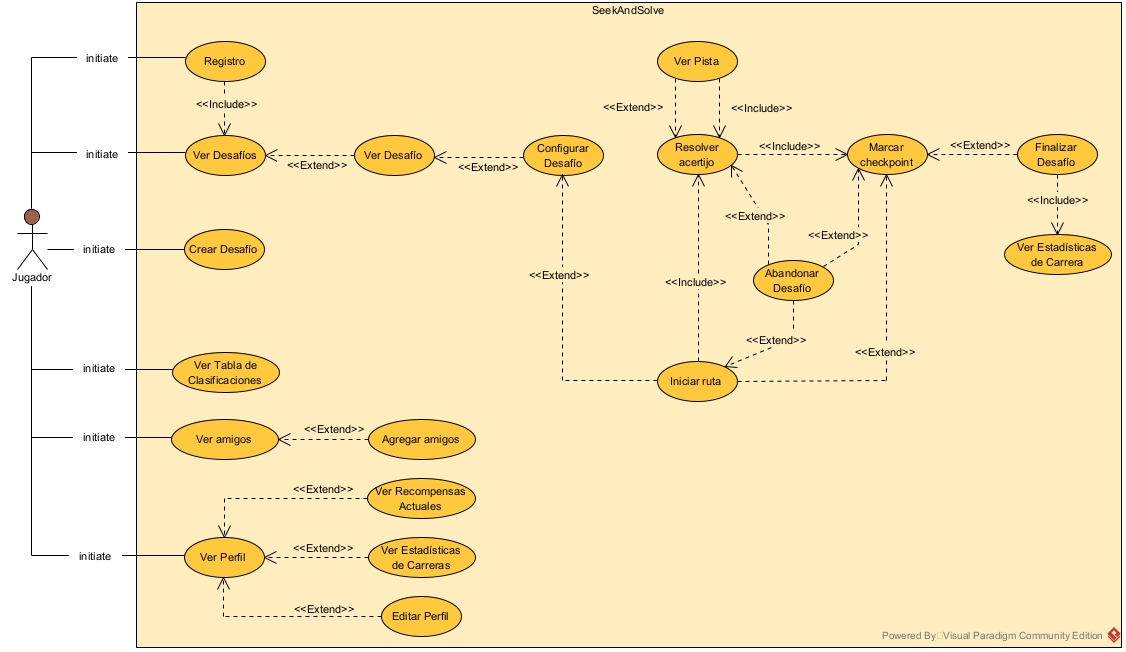 SeekAndSolve
initiate
Registro
Ver Pista
<<Include>>
<<Extend>>
<<Include>>
initiate
Ver Desafíos
<<Extend>>
Ver Desafío
<<Extend>>
Configurar
Desafío
Resolver
acertijo
<<Include>>
Marcar
checkpoint
<<Extend>>
Finalizar
Desafío
<<Include>>
<<Extend>>
<<Extend>>
Jugador
initiate
Crear Desafío
Ver Estadísticas
de Carrera
<<Extend>>
<<Include>>
Abandonar
Desafío
<<Extend>>
<<Extend>>
initiate
Ver Tabla de
Clasificaciones
Iniciar ruta
initiate
Ver amigos
<<Extend>>
Agregar amigos
<<Extend>>
Ver Recompensas
Actuales
initiate
Ver Perfil
<<Extend>>
Ver Estadísticas
de Carreras
<<Extend>>
Editar Perfil
Powered By Visual Paradigm Community Edition